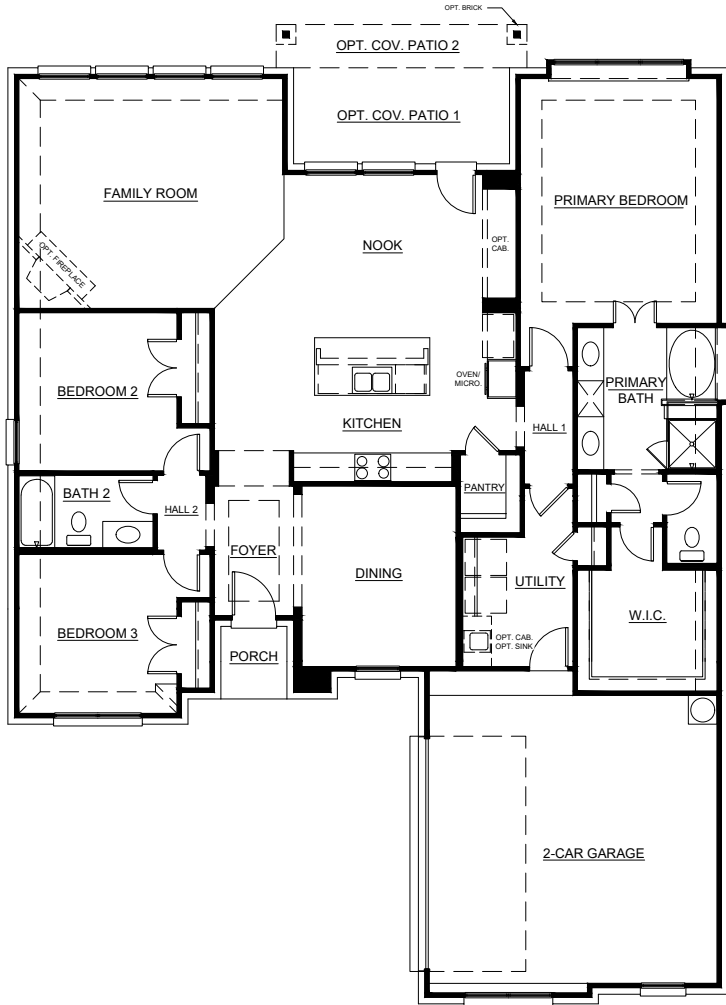 OPT. BRICK
OPT. COV. PATIO 2
OPT. COV. PATIO 1
FAMILY ROOM
PRIMARY BEDROOM
NOOK
OPT.
CAB.
OPT. FIREPLACE
BEDROOM 2
OVEN/
MICRO.
PRIMARY
BATH
KITCHEN
HALL 1
PANTRY
BATH 2
HALL 2
FOYER
DINING
UTILITY
W.I.C.
BEDROOM 3
OPT. CAB.
OPT. SINK
PORCH
2-CAR GARAGE